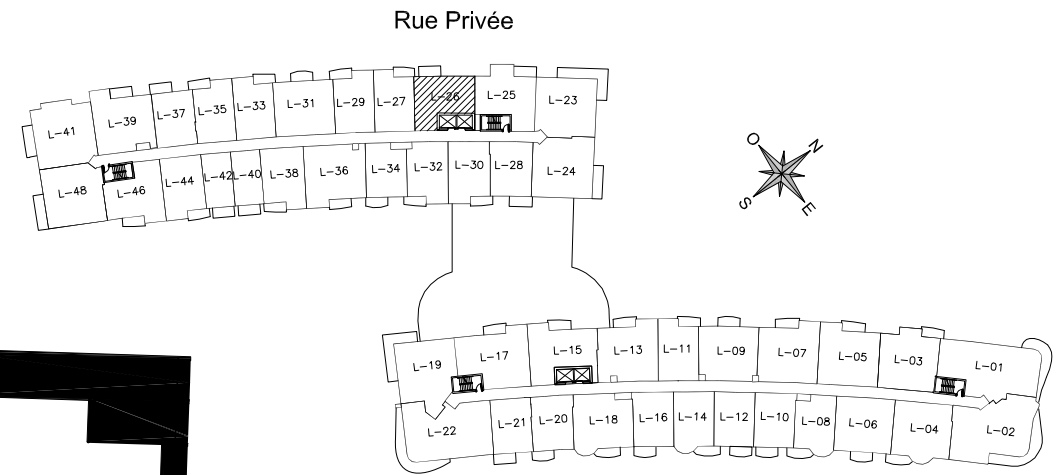 Rue Privée
L-41 L-39 L-37 L-35 L-33 L-31 L-29 L-27 L-26 L-25 L-23
L-48 L-46 L-44 L-42 L-40 L-38 L-36 L-34 L-32 L-30 L-28 L-24
O N
S E
L-19 L-17 L-15 L-13 L-11 L-09 L-07 L-05 L-03 L-01
L-22 L-21 L-20 L-18 L-16 L-14 L-12 L-10 L-08 L-06 L-04 L-02